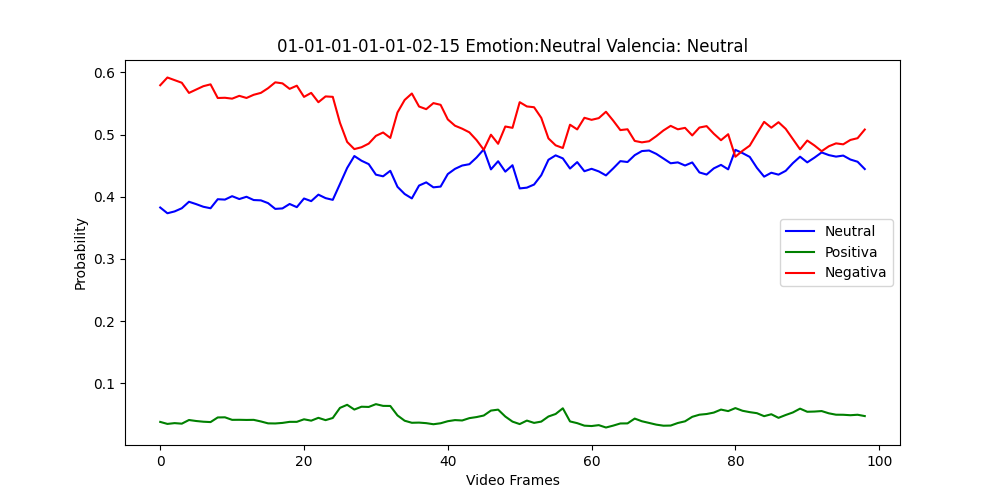 01-01-01-01-01-02-15 Emotion:Neutral Valencia: Neutral
0.6
0.5
0.4
0.3
0.2
0.1
Probability
Neutral
Positiva
Negativa
0 20 40 60 80 100
Video Frames